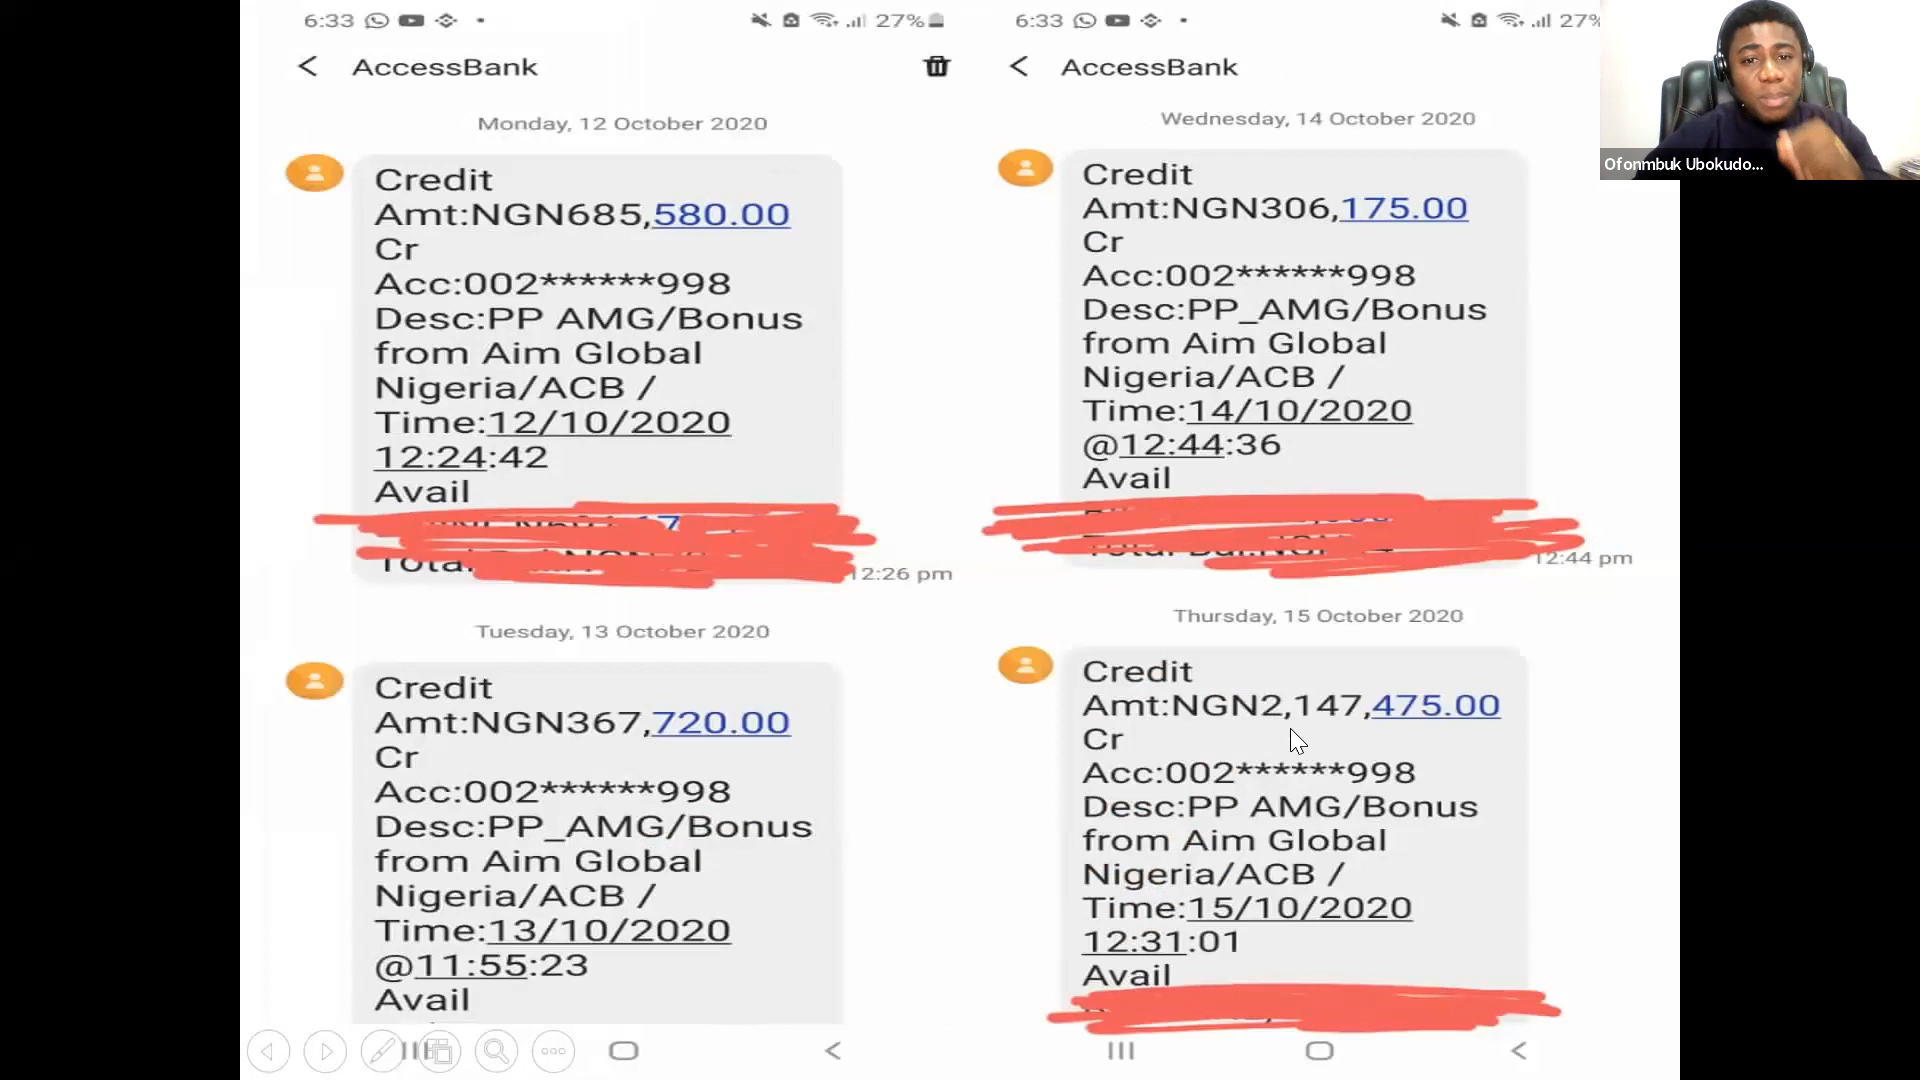 6:33
27%
AccessBank
Monday, 12 October 2020
Credit
Amt:NGN685,580.00
Cr
Acc:002******998
Desc:PP AMG/Bonus
from Aim Global
Nigeria/ACB /
Time:12/10/2020
12:24:42
Avail
12:26 pm
Tuesday, 13 October 2020
Credit
Amt:NGN367,720.00
Cr
Acc:002******998
Desc:PP_AMG/Bonus
from Aim Global
Nigeria/ACB /
Time:13/10/2020
@11:55:23
Avail
6:33
27%
AccessBank
Wednesday, 14 October 2020
Credit
Amt:NGN306,175.00
Cr
Acc:002******998
Desc:PP_AMG/Bonus
from Aim Global
Nigeria/ACB /
Time:14/10/2020
@12:44:36
Avail
12:44 pm
Thursday, 15 October 2020
Credit
Amt:NGN2,147,475.00
Cr
Acc:002******998
Desc:PP AMG/Bonus
from Aim Global
Nigeria/ACB /
Time:15/10/2020
12:31:01
Avail
Ofonmbuk Ubokudo...